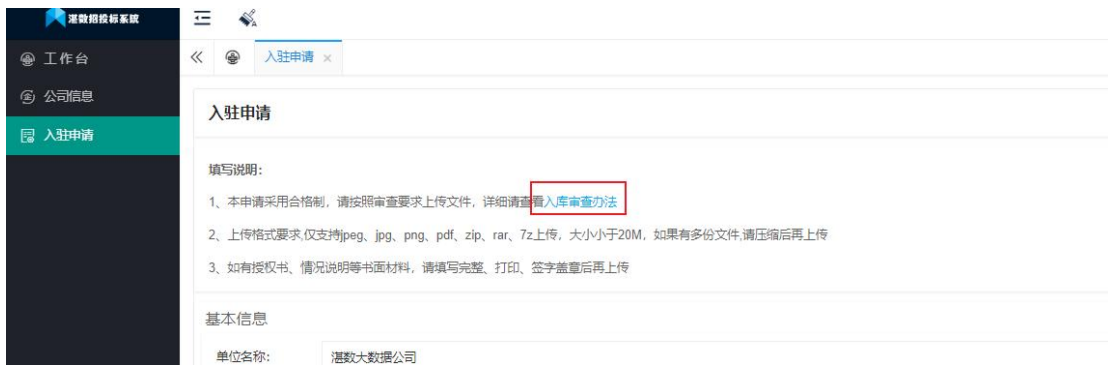 湛数招投标系统
工作台
公司信息
入驻申请
入驻申请
入驻申请
填写说明:
1、本申请采用合格制，请按照审查要求上传文件，详细请查看入库审查办法
2、上传格式要求,仅支持jpeg、jpg、png、pdf、zip、rar、7z上传，大小小于20M，如果有多份文件,请压缩后再上传
3、如有授权书、情况说明等书面材料，请填写完整、打印、签字盖章后再上传
基本信息
单位名称: 湛数大数据公司